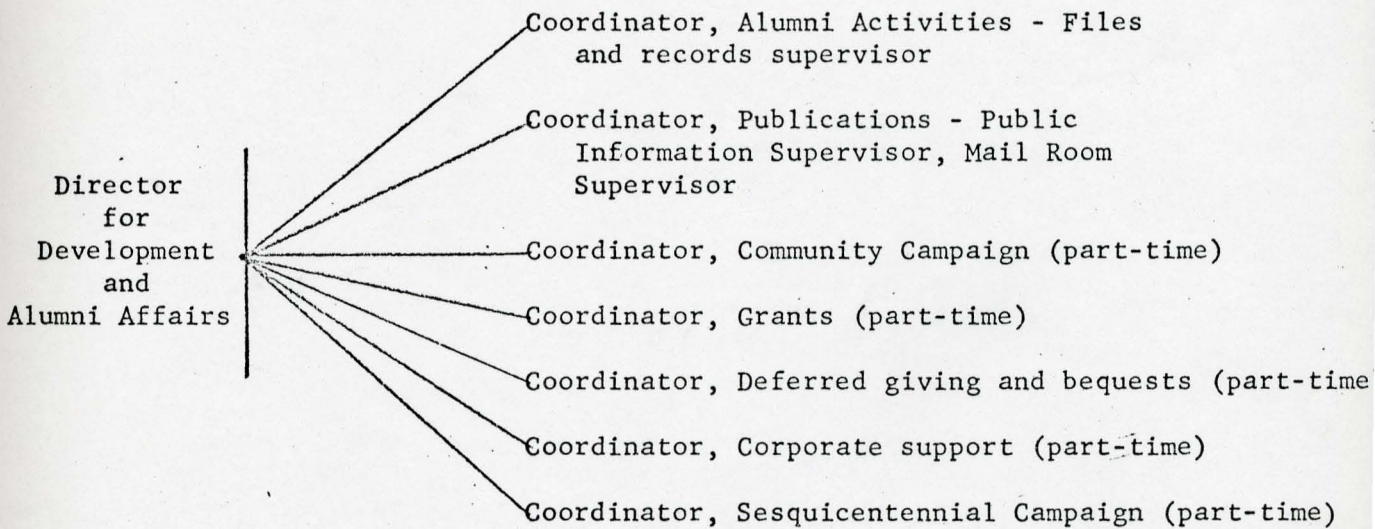 Director
for
Development
and
Alumni Affairs
Coordinator, Alumni Activities - Files
and records supervisor
Coordinator, Publications - Public
Information Supervisor, Mail Room
Supervisor
Coordinator, Community Campaign (part-time)
Coordinator, Grants (part-time)
Coordinator, Deferred giving and bequests (part-time
Coordinator, Corporate support (part-time)
Coordinator, Sesquicentennial Campaign (part-time)